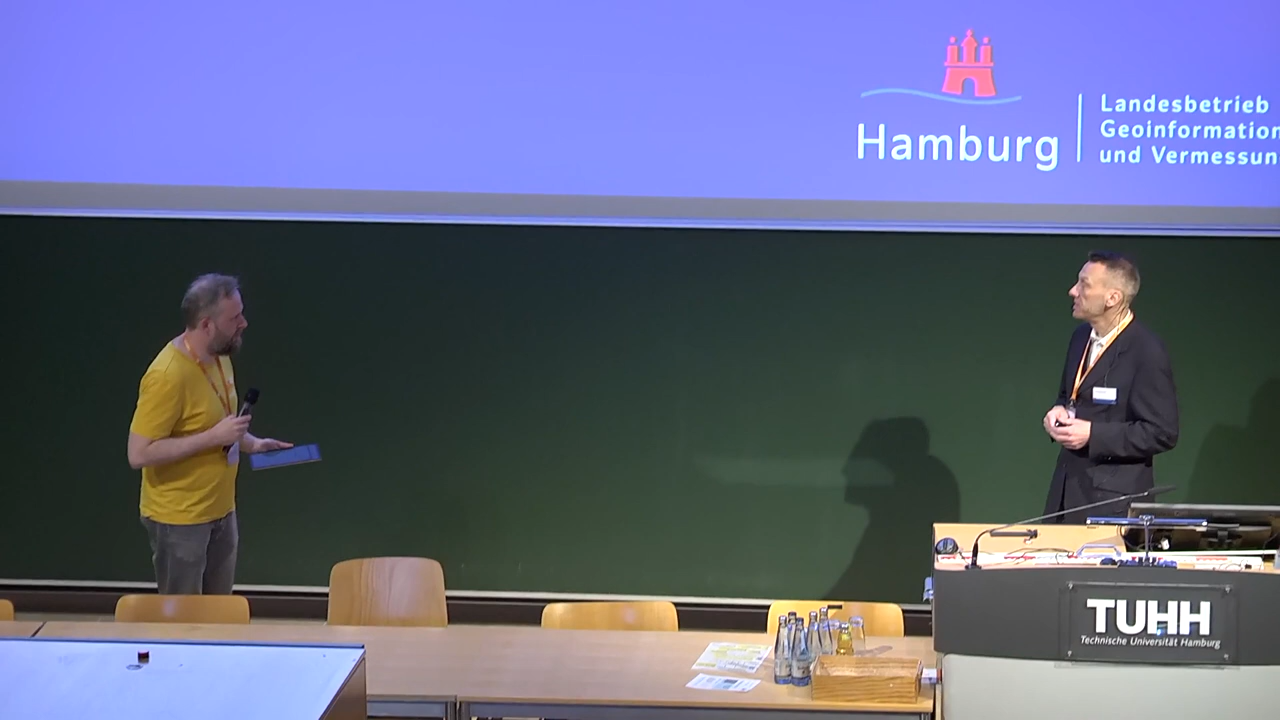 Hamburg
Landesbetrieb
Geoinformation
und Vermessun
TUHH
Technische Universität Hamburg